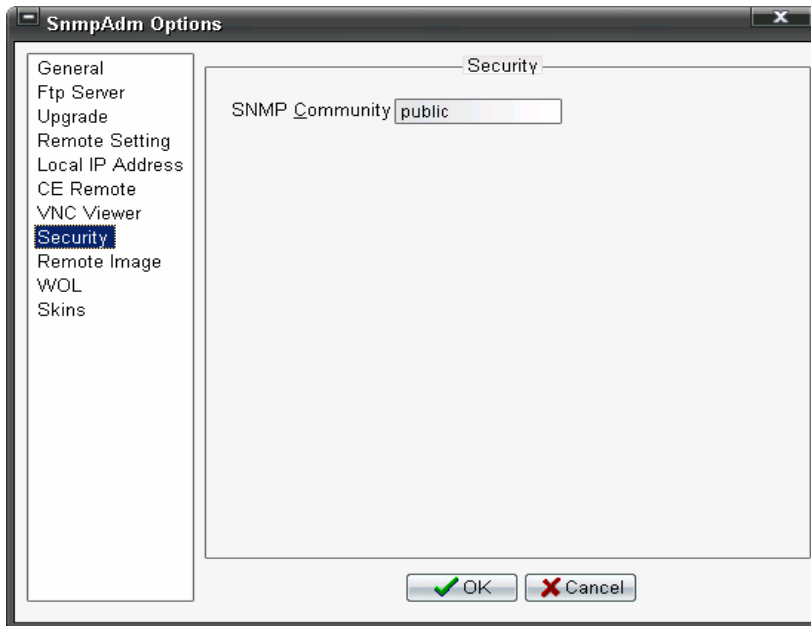 SnmpAdm Options
General
Ftp Server
Upgrade
Remote Setting
Local IP Address
CE Remote
VNC Viewer
Security
Remote Image
WOL
Skins
Security
SNMP Community public
OK Cancel